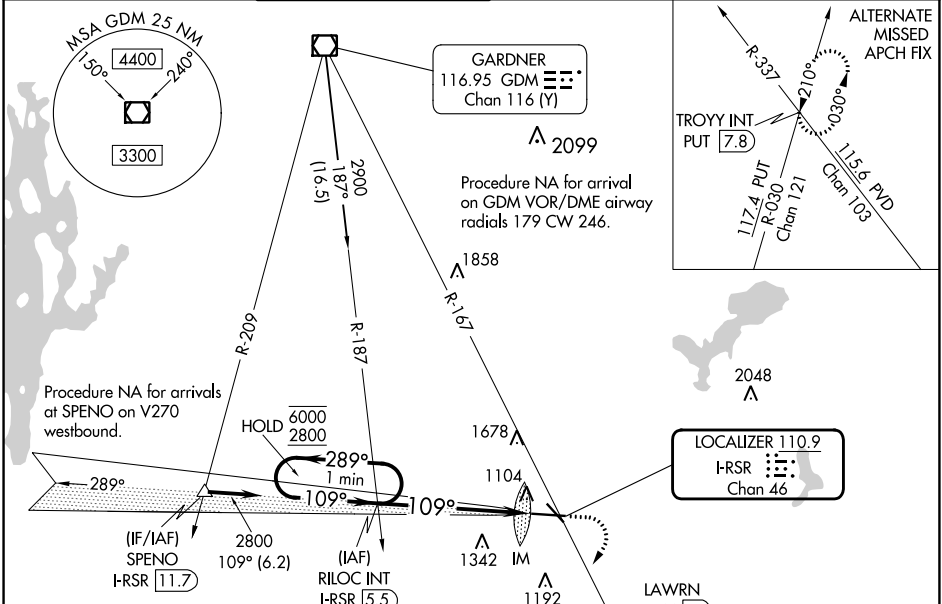 MSA GDM 25 NM
150°
4400
240°
3300
GARDNER
116.95 GDM
Chan 116 (Y)
2099
Procedure NA for arrival
on GDM VOR/DME airway
radials 179 CW 246.
ALTERNATE
MISSED
APCH FIX
R-337
210°
030°
TROYY INT
PUT 7.8
117.4 PUT
R-030
Chan 121
115.6 PVD
Chan 103
2900
187°
(16.5)
1858
R-209
R-187
R-167
Procedure NA for arrivals
at SPENO on V270
westbound.
HOLD 6000
2800
289°
1 min
109°
109°
289°
2048
1678
1104
LOCALIZER 110.9
I-RSR
Chan 46
(IF/IAF)
SPENO
I-RSR 11.7
2800
109° (6.2)
(IAF)
RILOC INT
I-RSR 5.5
1342
IM
1192
LAWRN